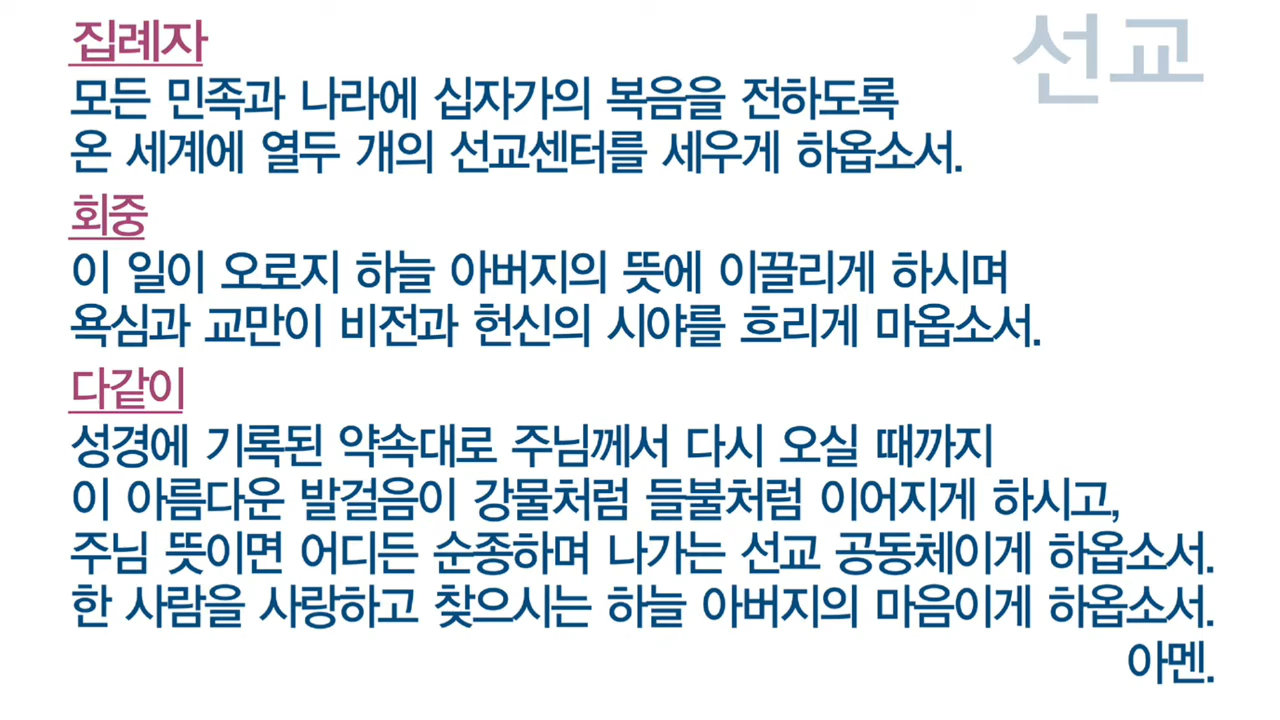 선교
집례자
모든 민족과 나라에 십자가의 복음을 전하도록
온 세계에 열두 개의 선교센터를 세우게 하옵소서.
회중
이 일이 오로지 하늘 아버지의 뜻에 이끌리게 하시며
욕심과 교만이 비전과 헌신의 시야를 흐리게 마옵소서.
다같이
성경에 기록된 약속대로 주님께서 다시 오실 때까지
이 아름다운 발걸음이 강물처럼 들불처럼 이어지게 하시고,
주님 뜻이면 어디든 순종하며 나가는 선교 공동체이게 하옵소서.
한 사람을 사랑하고 찾으시는 하늘 아버지의 마음이게 하옵소서.
아멘.